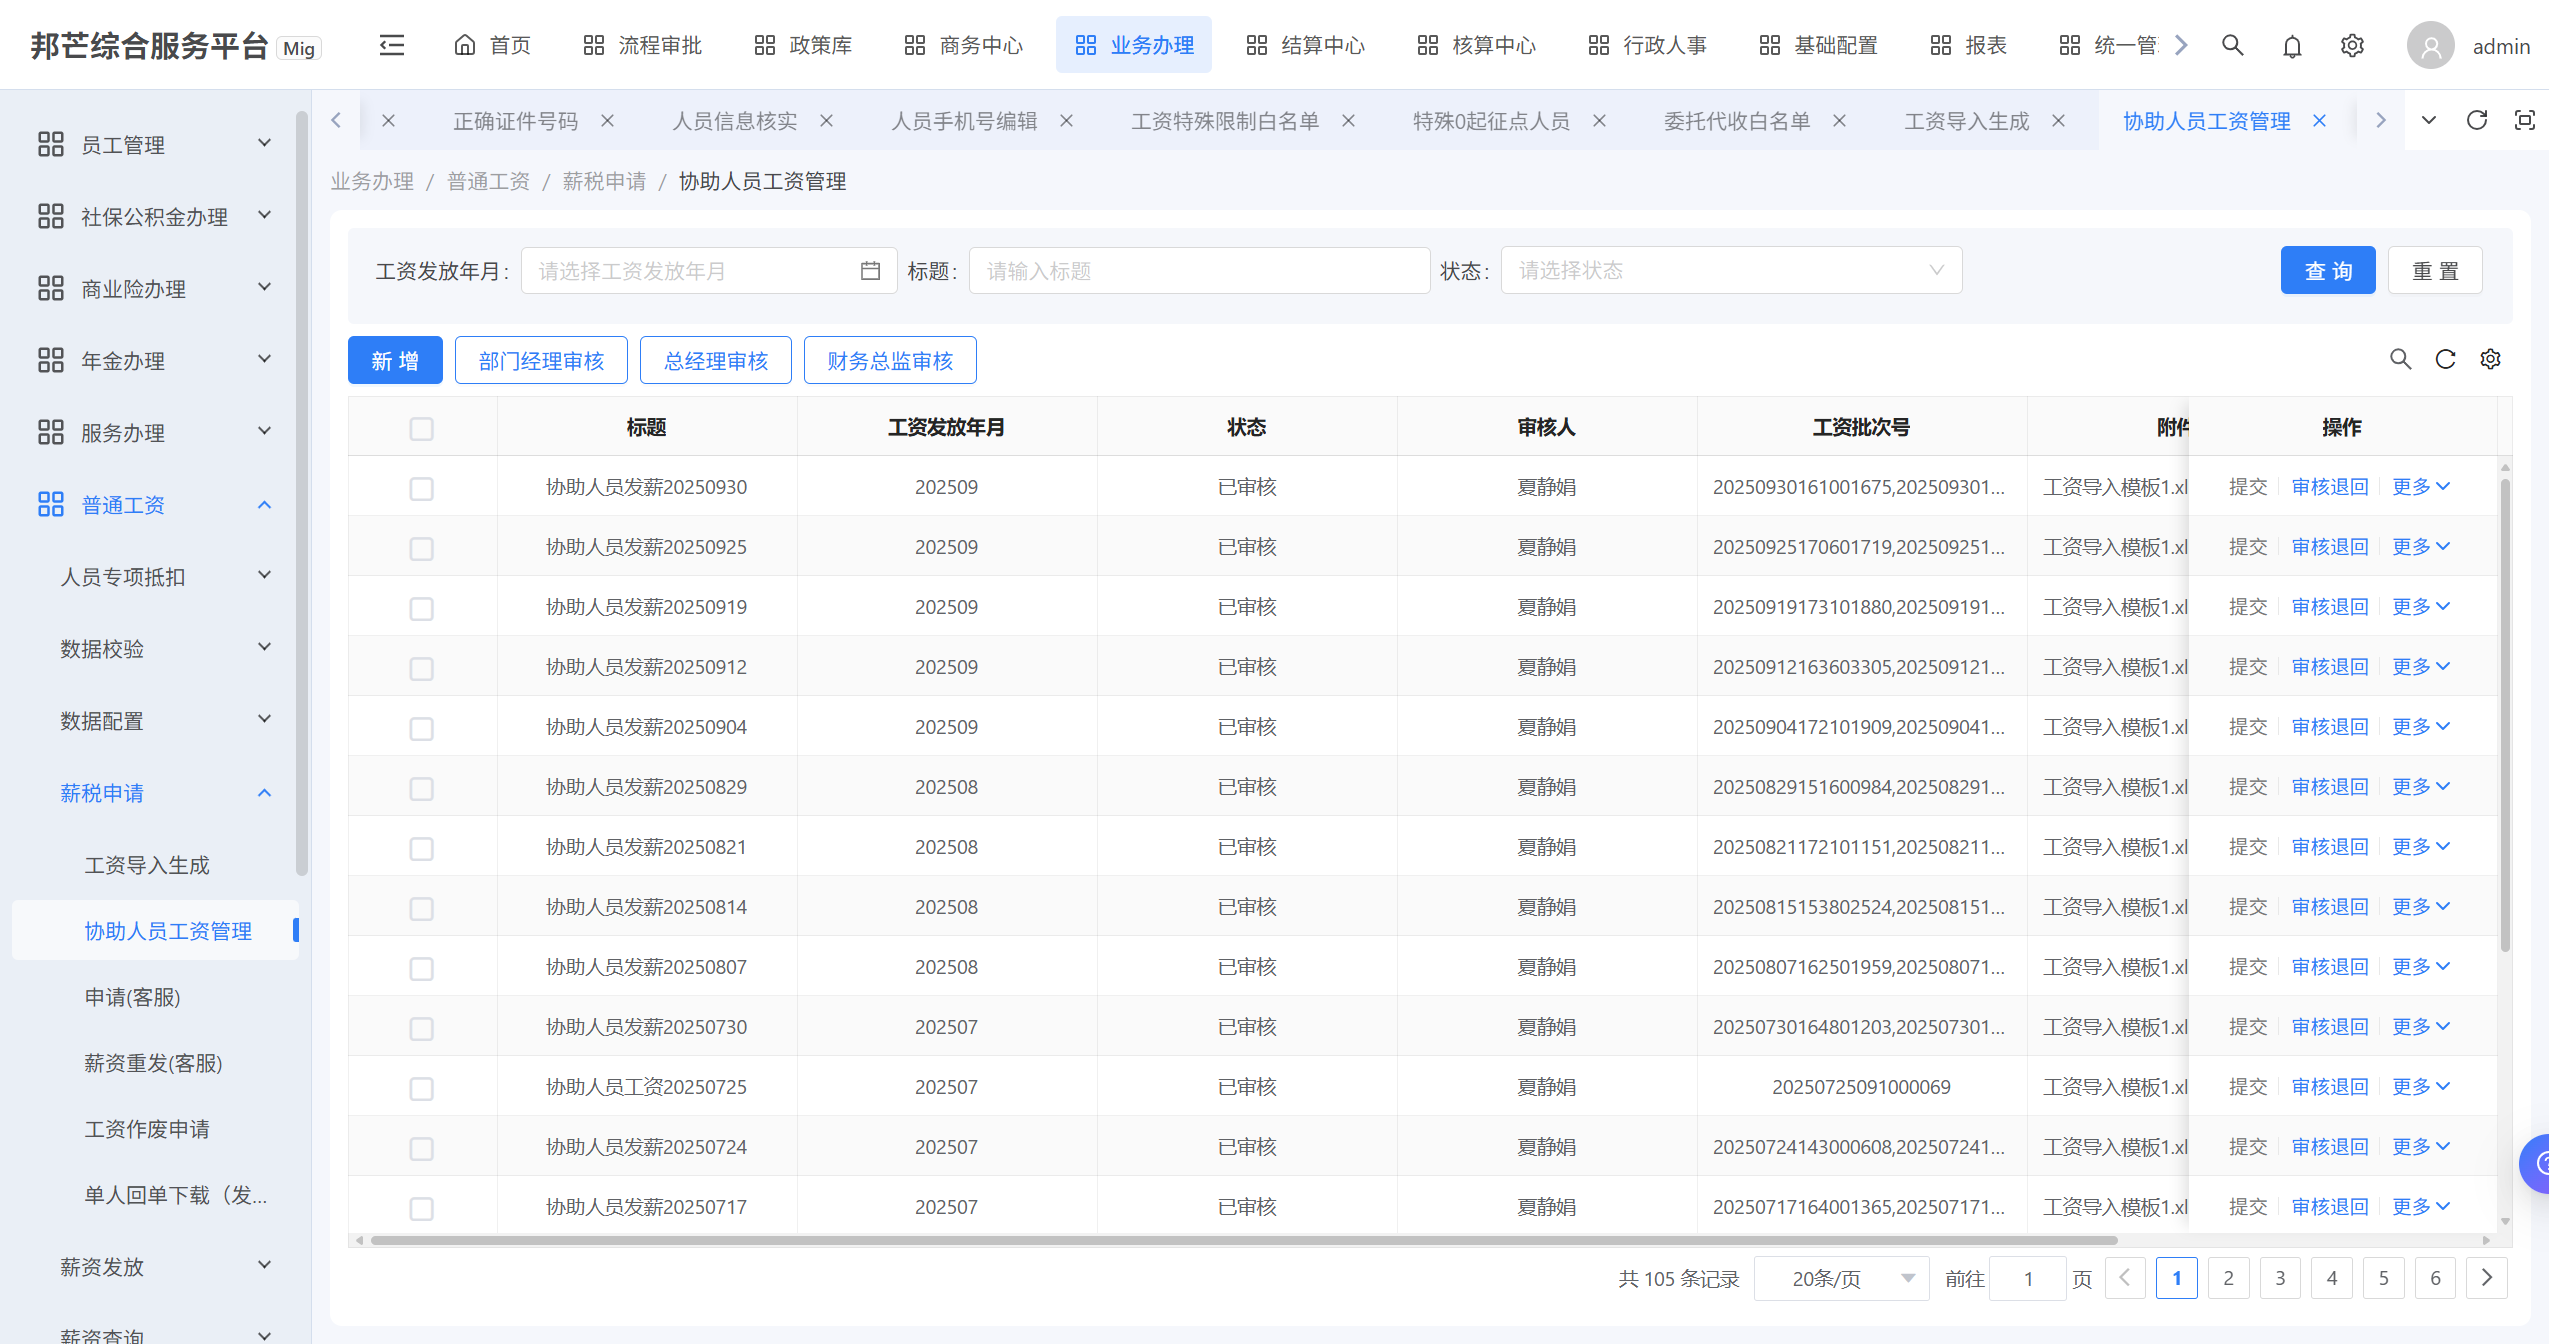 邦芒综合服务平台 Mig
首页 流程审批 政策库 商务中心 业务办理 结算中心 核算中心 行政人事 基础配置 报表 统一管 admin
正确证件号码 人员信息核实 人员手机号编辑 工资特殊限制白名单 特殊0起征点人员 委托代收白名单 工资导入生成 协助人员工资管理
业务办理 / 普通工资 / 薪税申请 / 协助人员工资管理
员工管理
社保公积金办理
商业险办理
年金办理
服务办理
普通工资
人员专项抵扣
数据校验
数据配置
薪税申请
工资导入生成
协助人员工资管理
申请(客服)
薪资重发(客服)
工资作废申请
单人回单下载（发...
薪资发放
薪资查询
工资发放年月: 请选择工资发放年月 标题: 请输入标题 状态: 请选择状态 查 询 重 置
新 增 部门经理审核 总经理审核 财务总监审核
标题 工资发放年月 状态 审核人 工资批次号 附件 操作
协助人员发薪20250930 202509 已审核 夏静娟 20250930161001675,202509301... 工资导入模板1.xl 提交 审核退回 更多
协助人员发薪20250925 202509 已审核 夏静娟 20250925170601719,202509251... 工资导入模板1.xl 提交 审核退回 更多
协助人员发薪20250919 202509 已审核 夏静娟 20250919173101880,202509191... 工资导入模板1.xl 提交 审核退回 更多
协助人员发薪20250912 202509 已审核 夏静娟 20250912163603305,202509121... 工资导入模板1.xl 提交 审核退回 更多
协助人员发薪20250904 202509 已审核 夏静娟 20250904172101909,202509041... 工资导入模板1.xl 提交 审核退回 更多
协助人员发薪20250829 202508 已审核 夏静娟 20250829151600984,202508291... 工资导入模板1.xl 提交 审核退回 更多
协助人员发薪20250821 202508 已审核 夏静娟 20250821172101151,202508211... 工资导入模板1.xl 提交 审核退回 更多
协助人员发薪20250814 202508 已审核 夏静娟 20250815153802524,202508151... 工资导入模板1.xl 提交 审核退回 更多
协助人员发薪20250807 202508 已审核 夏静娟 20250807162501959,202508071... 工资导入模板1.xl 提交 审核退回 更多
协助人员发薪20250730 202507 已审核 夏静娟 20250730164801203,202507301... 工资导入模板1.xl 提交 审核退回 更多
协助人员工资20250725 202507 已审核 夏静娟 20250725091000069 工资导入模板1.xl 提交 审核退回 更多
协助人员发薪20250724 202507 已审核 夏静娟 20250724143000608,202507241... 工资导入模板1.xl 提交 审核退回 更多
协助人员发薪20250717 202507 已审核 夏静娟 20250717164001365,202507171... 工资导入模板1.xl 提交 审核退回 更多
共 105 条记录 20条/页 前往 1 页 1 2 3 4 5 6